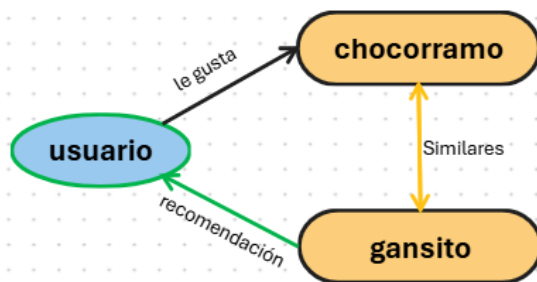 chocorramo
le gusta
usuario
Similares
recomendación
gansito